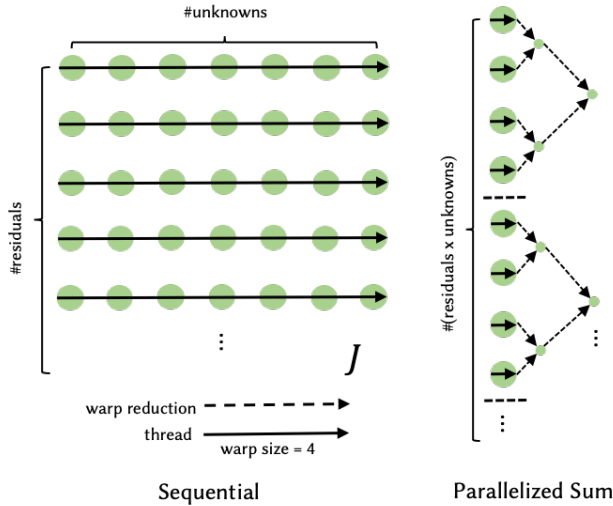 #unknowns
#residuals
⋮
J
warp reduction
thread
warp size = 4
Sequential
#(residuals x unknowns)
⋮
⋮
Parallelized Sum